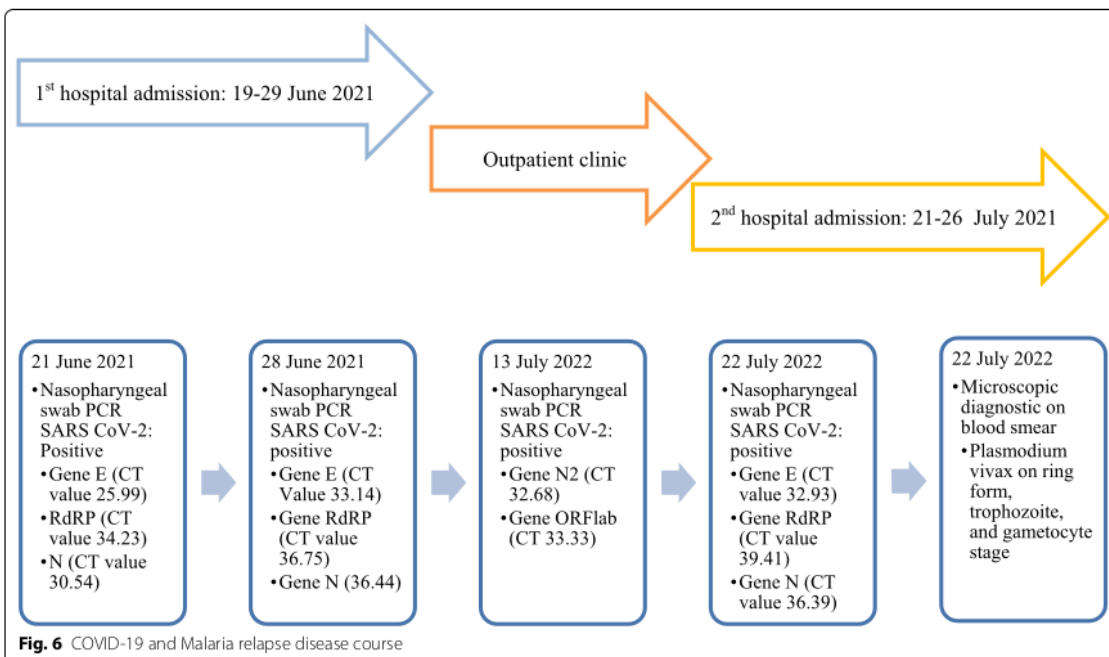 1st hospital admission: 19-29 June 2021
Outpatient clinic
2nd hospital admission: 21-26 July 2021
21 June 2021
•Nasopharyngeal
swab PCR
SARS CoV-2:
Positive
•Gene E (CT
value 25.99)
•RdRP (CT
value 34.23)
•N (CT value
30.54)
28 June 2021
•Nasopharyngeal
swab PCR
SARS CoV-2:
positive
•Gene E (CT
Value 33.14)
•Gene RdRP
(CT value
36.75)
•Gene N (36.44)
13 July 2022
•Nasopharyngeal
swab PCR
SARS CoV-2:
positive
•Gene N2 (CT
32.68)
•Gene ORFlab
(CT 33.33)
22 July 2022
•Nasopharyngeal
swab PCR
SARS CoV-2:
positive
•Gene E (CT
value 32.93)
•Gene RdRP
(CT value
39.41)
•Gene N (CT
value 36.39)
22 July 2022
•Microscopic
diagnostic on
blood smear
•Plasmodium
vivax on ring
form,
trophozoite,
and gametocyte
stage
Fig. 6 COVID-19 and Malaria relapse disease course